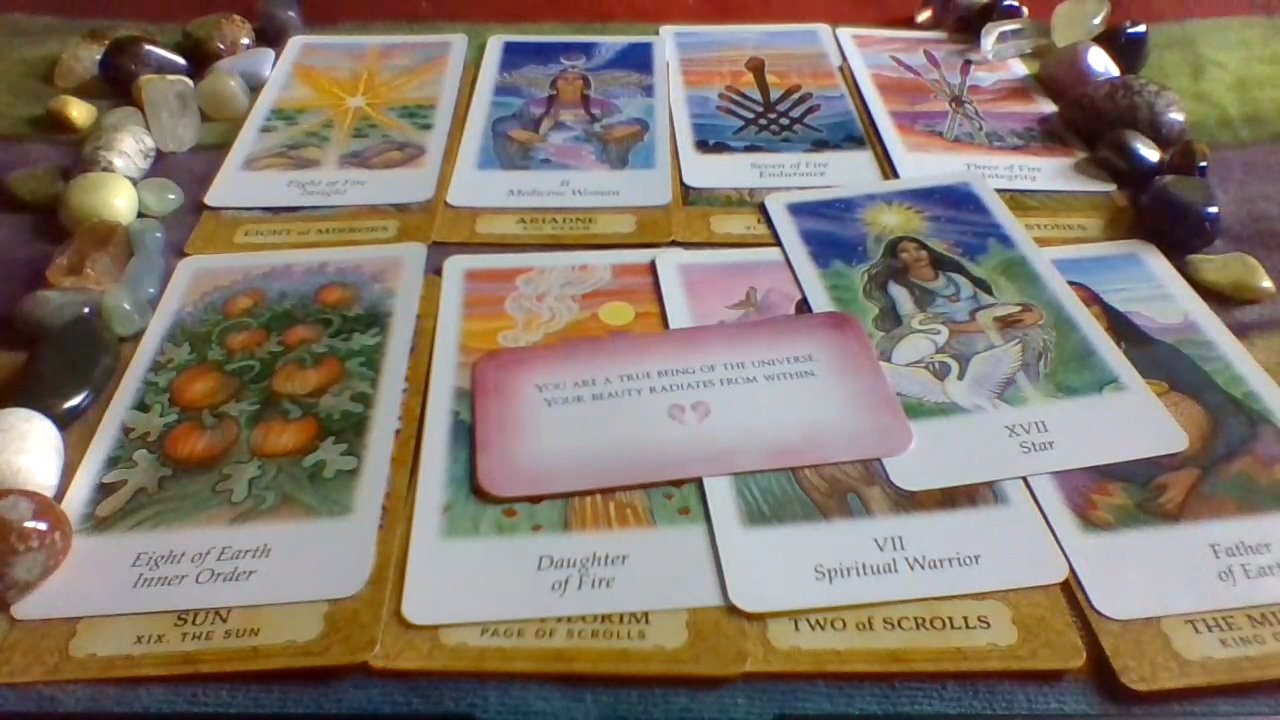 Eight of Fire
Insight
II
Medicine Woman
Seven of Fire
Endurance
Three of Fire
Integrity
EIGHT of MIRRORS
ARIADNE
STONES
YOU ARE A TRUE BEING OF THE UNIVERSE.
YOUR BEAUTY RADIATES FROM WITHIN.
XVII
Star
Eight of Earth
Inner Order
Daughter
of Fire
VII
Spiritual Warrior
Father
of Earth
SUN
XIX. THE SUN
PILGRIM
PAGE OF SCROLLS
TWO of SCROLLS
THE
KING